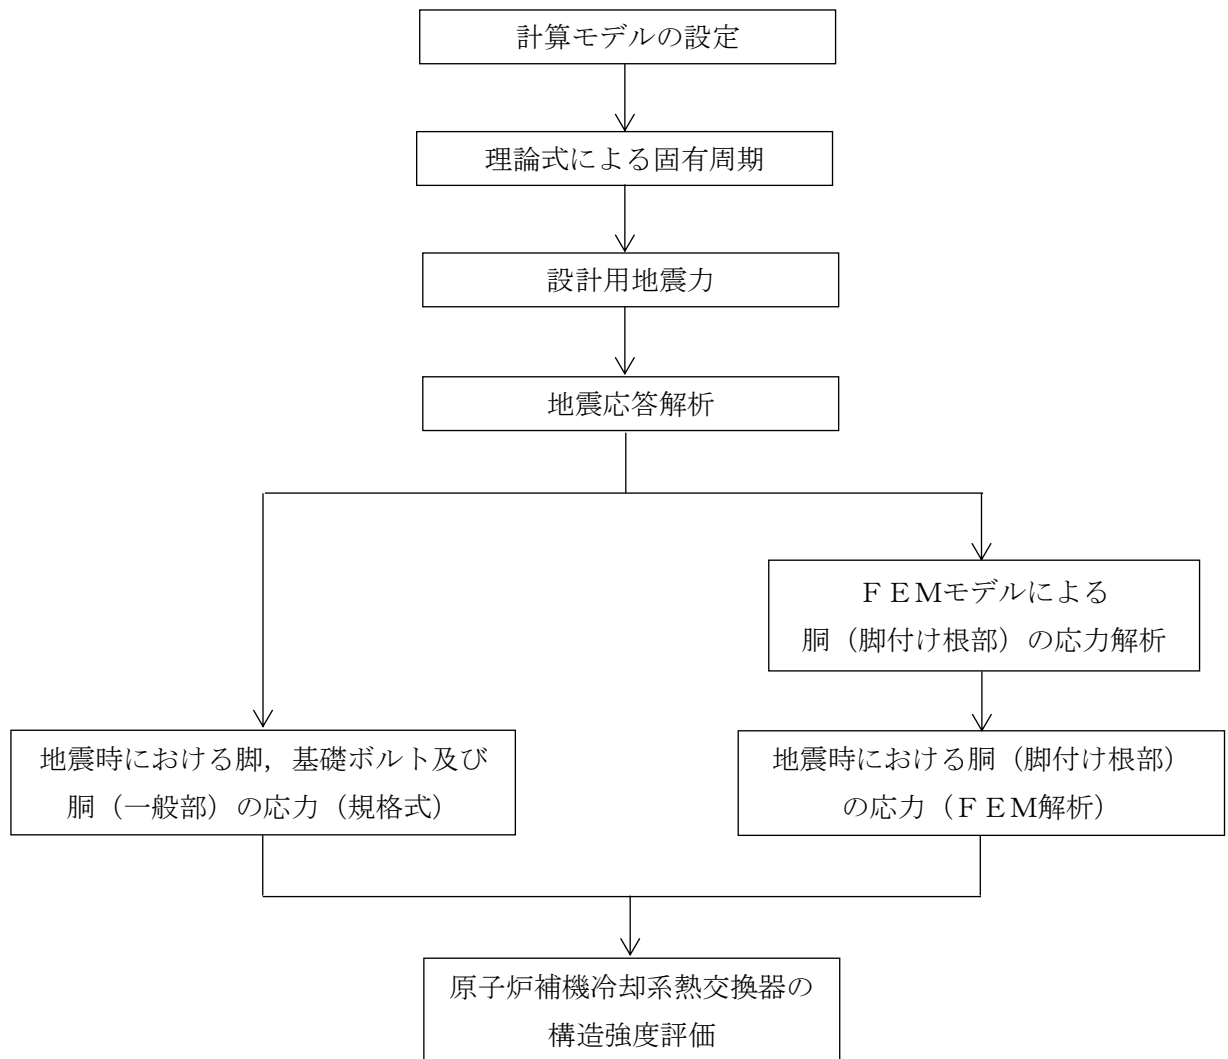 計算モデルの設定
理論式による固有周期
設計用地震力
地震応答解析
ＦＥＭモデルによる
胴（脚付け根部）の応力解析
地震時における脚，基礎ボルト及び
胴（一般部）の応力（規格式）
地震時における胴（脚付け根部）
の応力（ＦＥＭ解析）
原子炉補機冷却系熱交換器の
構造強度評価